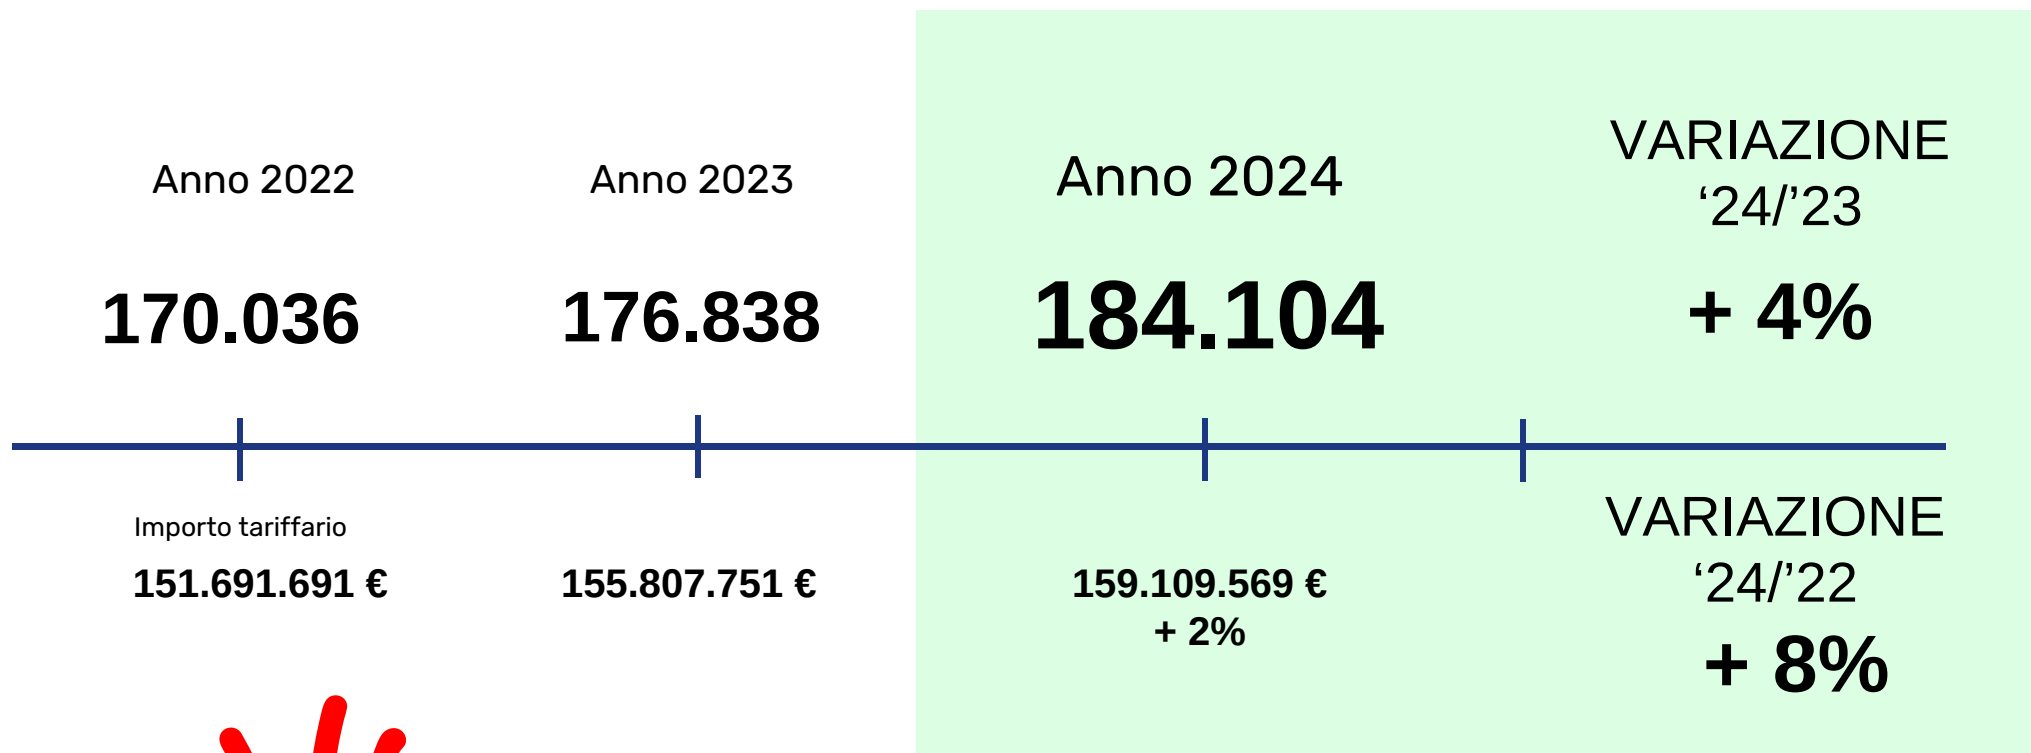 Anno 2022
170.036
Anno 2023
176.838
Anno 2024
184.104
VARIAZIONE
‘24/’23
+ 4%
Importo tariffario
151.691.691 €
155.807.751 €
159.109.569 €
+ 2%
VARIAZIONE
‘24/’22
+ 8%